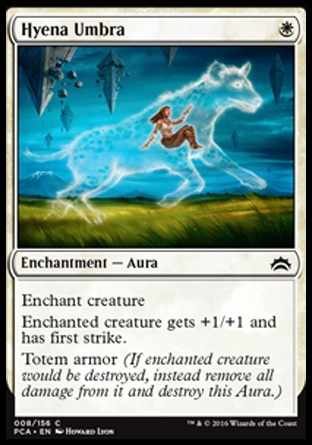 Hyena Umbra
Enchantment — Aura
Enchant creature
Enchanted creature gets +1/+1 and
has first strike.
Totem armor (If enchanted creature
would be destroyed, instead remove all
damage from it and destroy this Aura.)
008/156 C
PCA • EN Howard Lyon
™ & © 2016 Wizards of the Coast